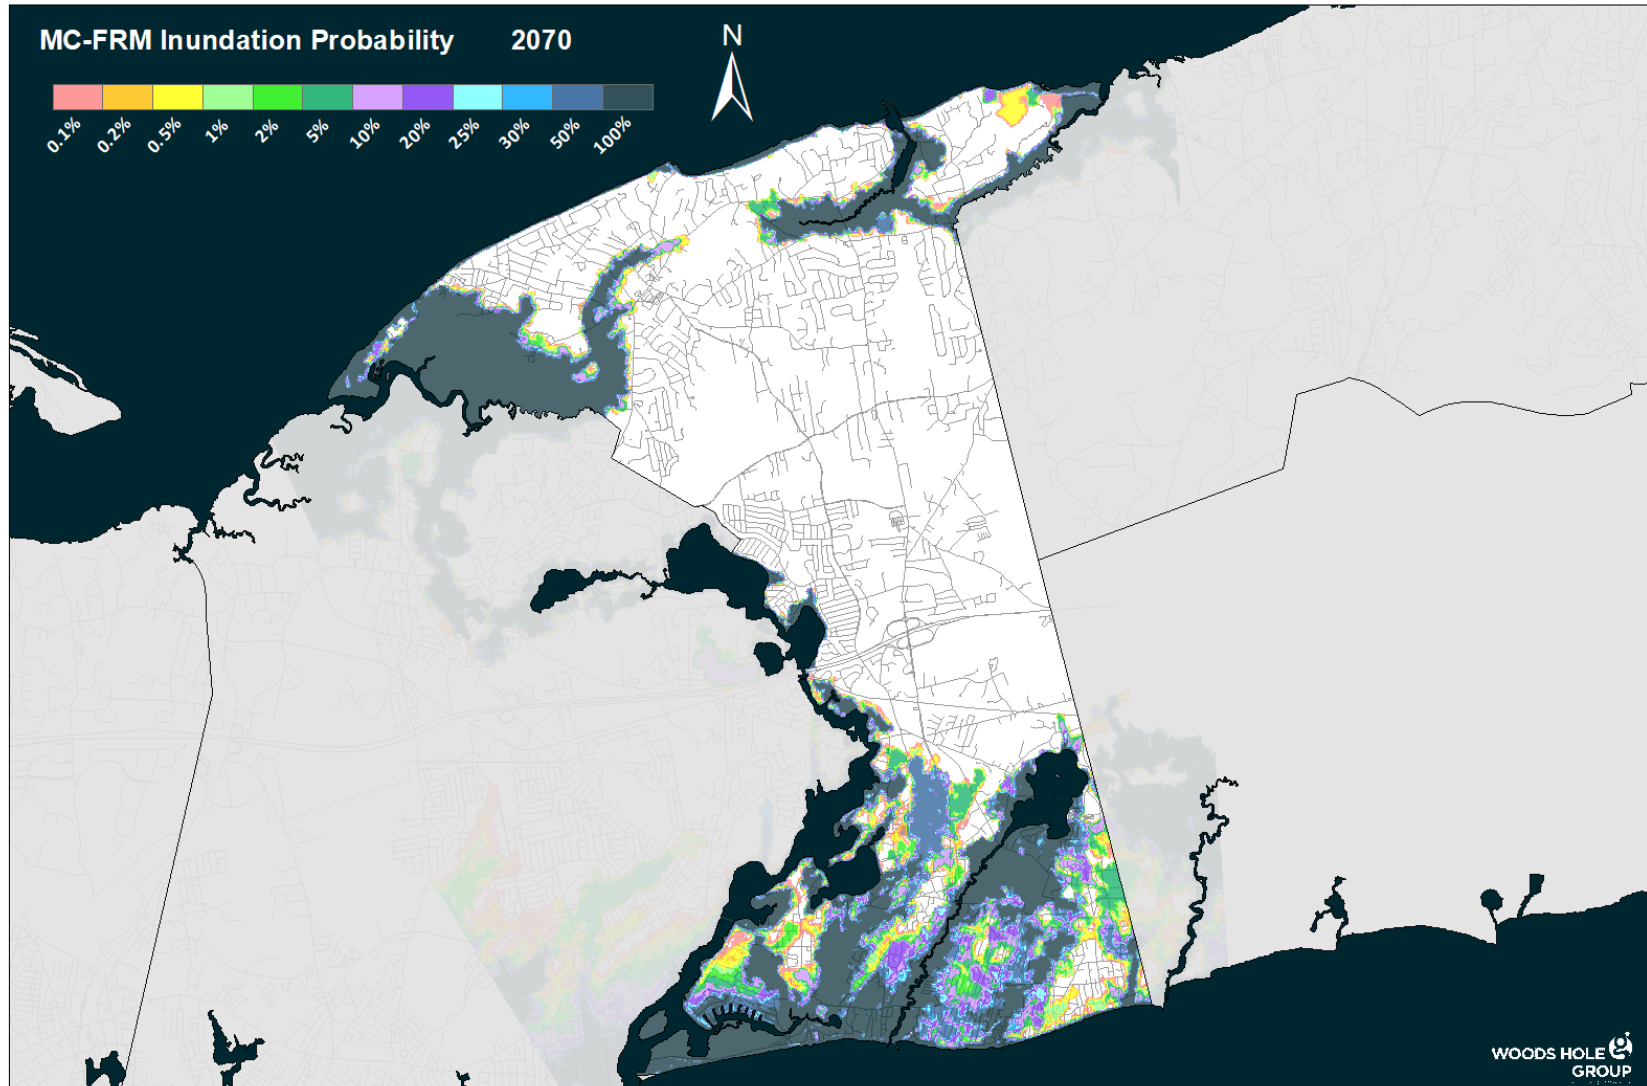 MC-FRM Inundation Probability 2070
N
0.1% 0.2% 0.5% 1% 2% 5% 10% 20% 25% 30% 50% 100%
WOODS HOLE
GROUP